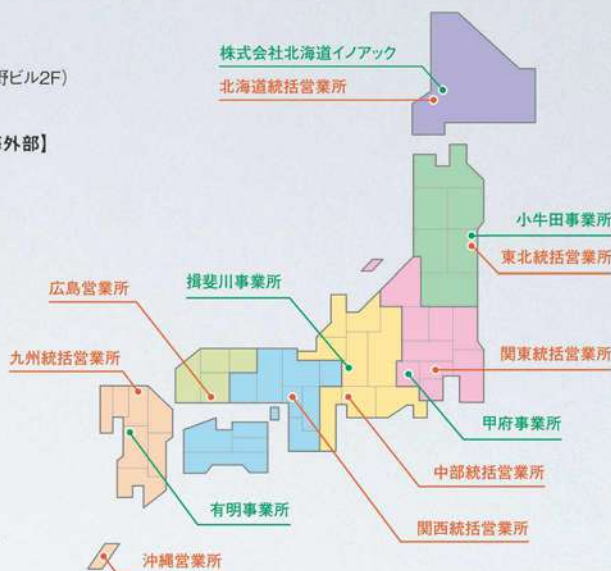 野ビル2F)
外部】
株式会社北海道イノアック
北海道統括営業所
小牛田事業所
東北統括営業所
揖斐川事業所
広島営業所
関東統括営業所
九州統括営業所
甲府事業所
中部統括営業所
有明事業所
関西統括営業所
沖縄営業所